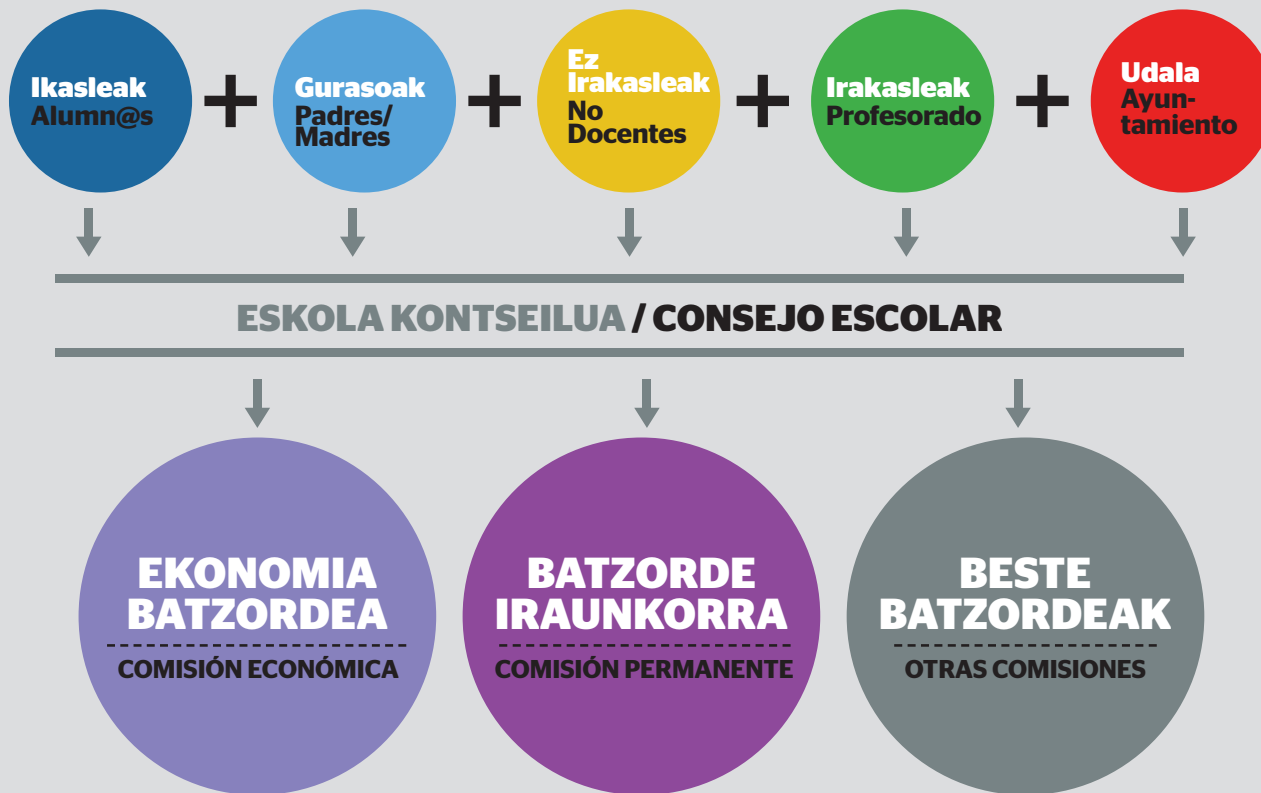 Ikasleak
Alumn@s
+
Gurasoak
Padres/
Madres
+
Ez
Irakasleak
No
Docentes
+
Irakasleak
Profesorado
+
Udala
Ayun-
tamiento
ESKOLA KONTSEILUA / CONSEJO ESCOLAR
EKONOMIA
BATZORDEA
COMISIÓN ECONÓMICA
BATZORDE
IRAUNKORRA
COMISIÓN PERMANENTE
BESTE
BATZORDEAK
OTRAS COMISIONES